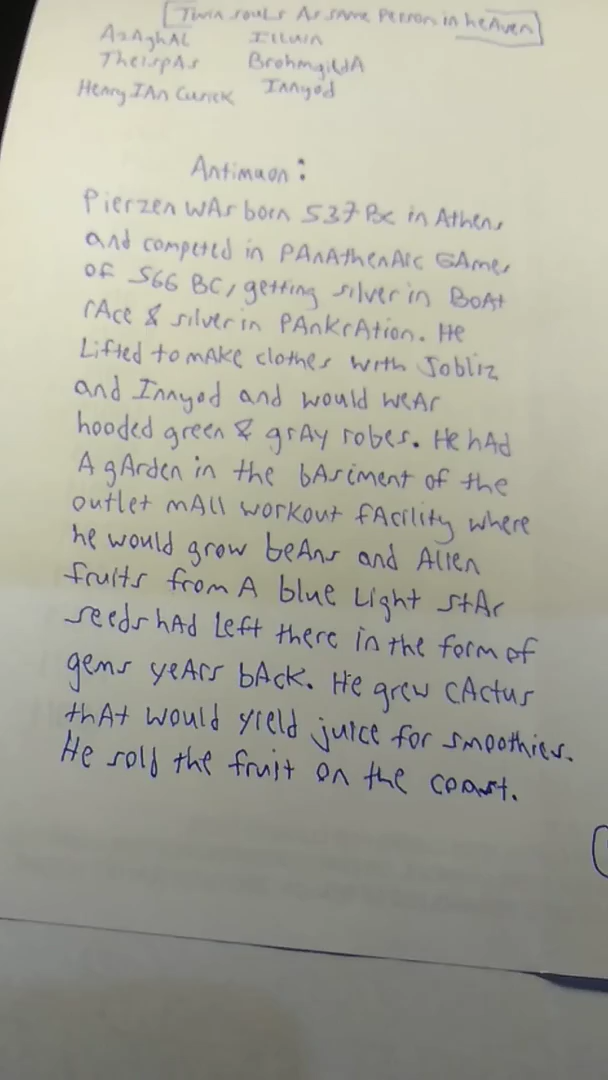 Twin souls As same person in heaven
AzAghAl Illuin
TheispAs BrohmgildA
Henry IAn Cusick Innyod
Antimuon:
Pierzen wAs born 537 Bc in Athens
and competed in PAnAthenAic GAmes
of 566 BC, getting silver in BoAt
rAce & silver in PAnkrAtion. He
Lifted to mAke clothes with Jobliz
and Innyod and would weAr
hooded green & grAy robes. He hAd
A gArden in the bAsiment of the
outlet mAll workout fAcility where
he would grow beAns and Alien
fruits from A blue Light stAr
seeds hAd left there in the form of
gems yeArs bAck. He grew cActus
thAt would yield juice for smoothies.
He sold the fruit on the coast.